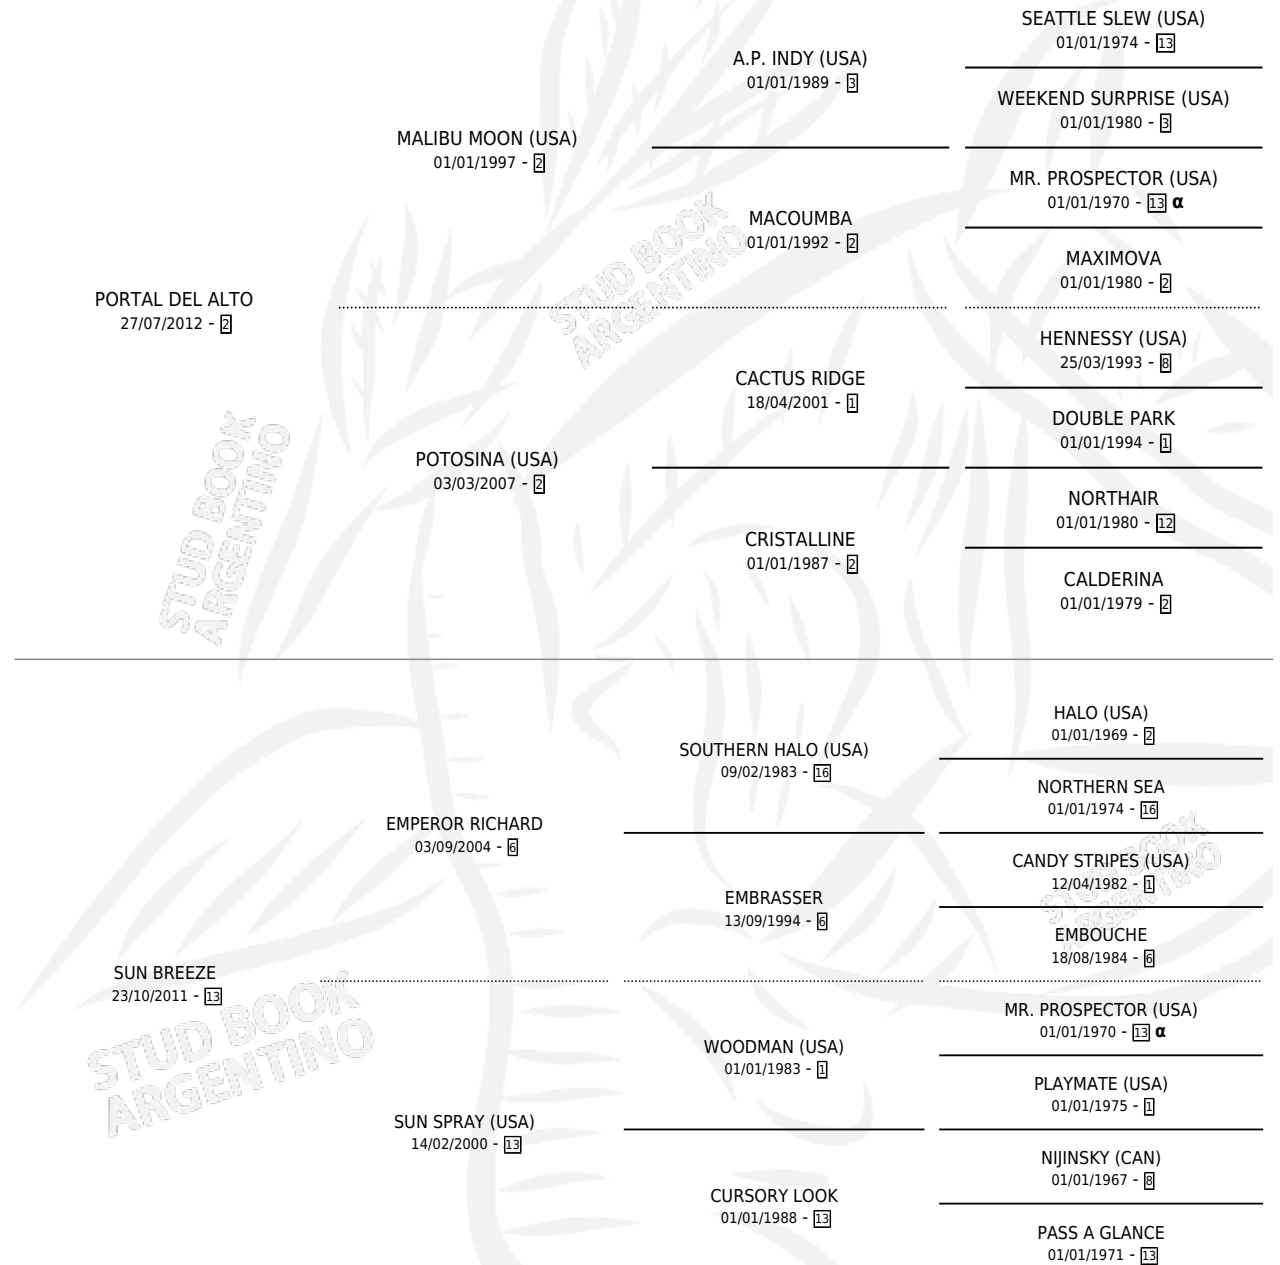 SEATTLE SLEW (USA)
01/01/1974 - 13
A.P. INDY (USA)
01/01/1989 - 3
WEEKEND SURPRISE (USA)
01/01/1980 - 3
MALIBU MOON (USA)
01/01/1997 - 2
MR. PROSPECTOR (USA)
01/01/1970 - 13 α
MACOUMBA
01/01/1992 - 2
MAXIMOVA
01/01/1980 - 2
PORTAL DEL ALTO
27/07/2012 - 2
HENNESSY (USA)
25/03/1993 - 8
CACTUS RIDGE
18/04/2001 - 1
DOUBLE PARK
01/01/1994 - 1
POTOSINA (USA)
03/03/2007 - 2
NORTHAIR
01/01/1980 - 12
CRISTALLINE
01/01/1987 - 2
CALDERINA
01/01/1979 - 2
HALO (USA)
01/01/1969 - 2
SOUTHERN HALO (USA)
09/02/1983 - 16
NORTHERN SEA
01/01/1974 - 16
EMPEROR RICHARD
03/09/2004 - 6
CANDY STRIPES (USA)
12/04/1982 - 1
EMBRASSER
13/09/1994 - 6
EMBOUCHE
18/08/1984 - 6
SUN BREEZE
23/10/2011 - 13
MR. PROSPECTOR (USA)
01/01/1970 - 13 α
WOODMAN (USA)
01/01/1983 - 1
PLAYMATE (USA)
01/01/1975 - 1
SUN SPRAY (USA)
14/02/2000 - 13
NIJINSKY (CAN)
01/01/1967 - 8
CURSORY LOOK
01/01/1988 - 13
PASS A GLANCE
01/01/1971 - 13
STUD BOOK
ARGENTINO
STUD BOOK
ARGENTINO
STUD BOOK
ARGENTINO
STUD BOOK
ARGENTINO